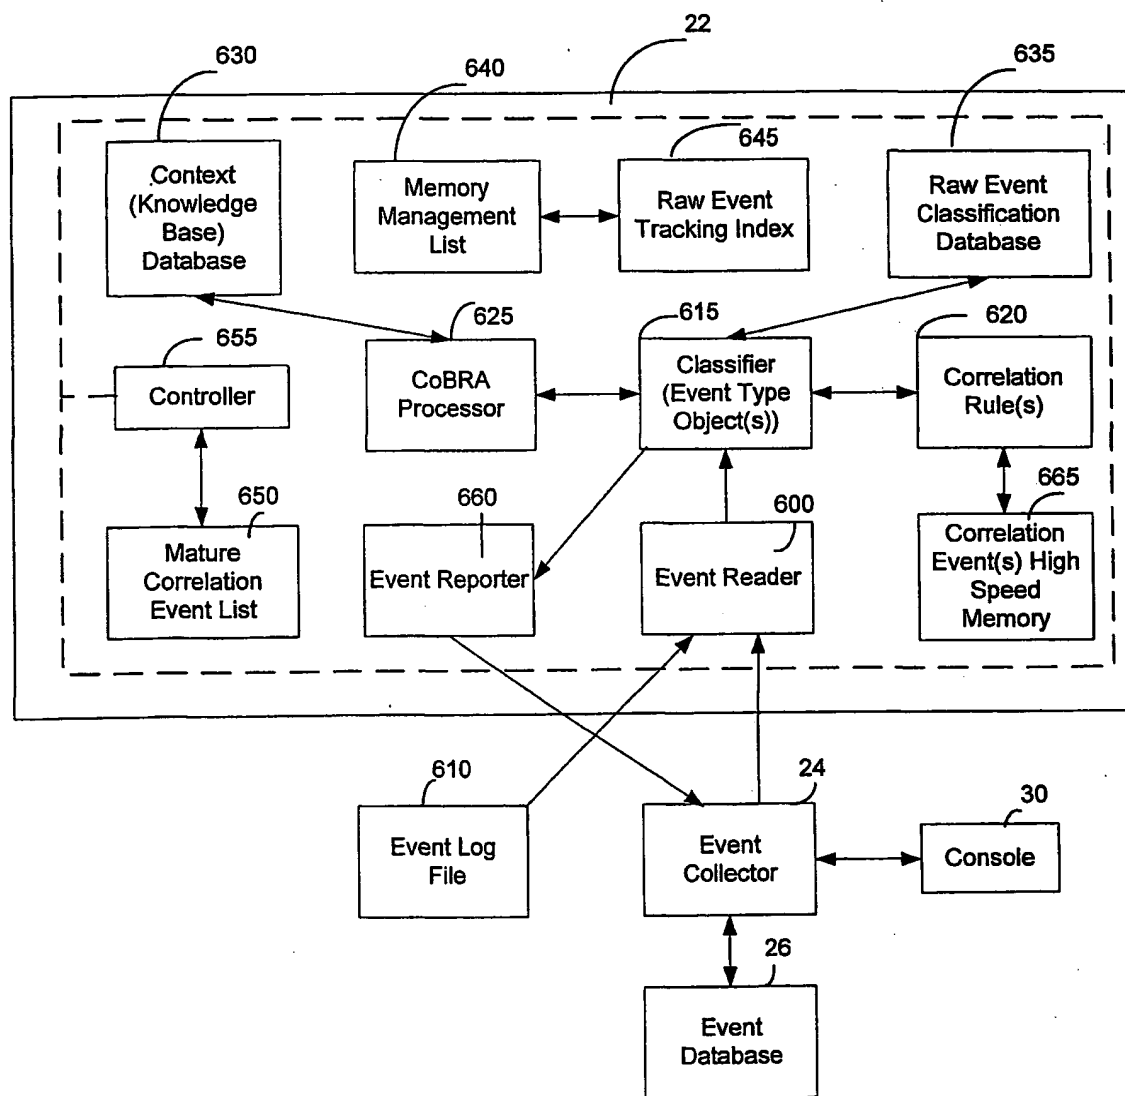 22
630
640
635
645
Context
(Knowledge
Base)
Database
Memory
Management
List
Raw Event
Tracking Index
Raw Event
Classification
Database
655
625
615
620
Controller
CoBRA
Processor
Classifier
(Event Type
Object(s))
Correlation
Rule(s)
650
660
600
665
Mature
Correlation
Event List
Event Reporter
Event Reader
Correlation
Event(s) High
Speed
Memory
610
24
30
Event Log
File
Event
Collector
Console
26
Event
Database